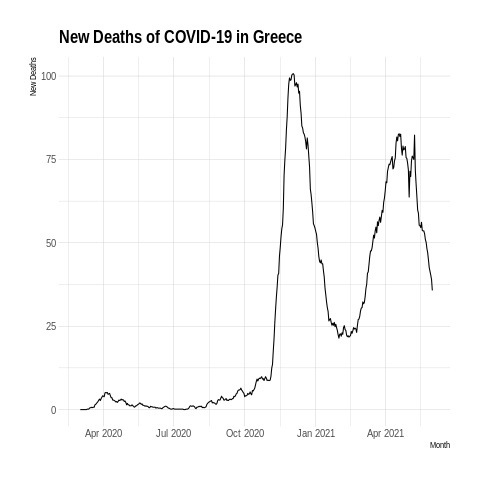 New Deaths of COVID-19 in Greece
New Deaths
100
75
50
25
0
Apr 2020 Jul 2020 Oct 2020 Jan 2021 Apr 2021
Month